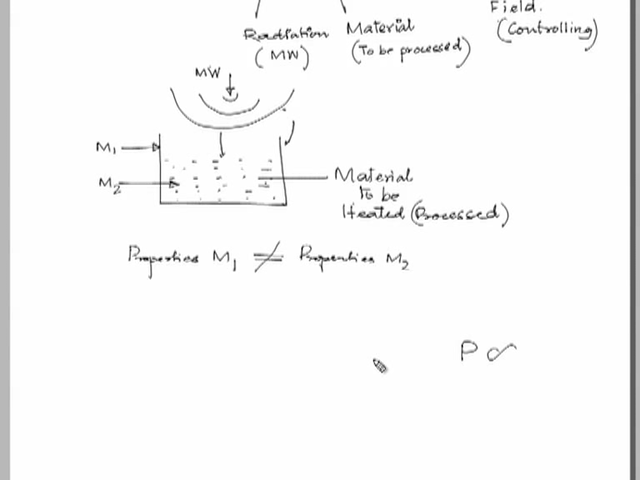 Field.
Radiation Material (Controlling)
(MW) (To be processed)
MW
M1
M2
Material
to be
Heated (Processed)
Properties M1 ≠ Properties M2
P ∝